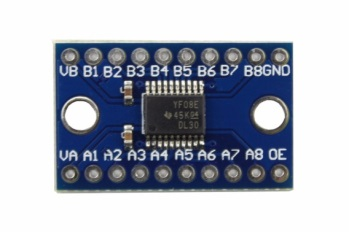 VB B1 B2 B3 B4 B5 B6 B7 B8 GND
YF08E
45K
DL30
VA A1 A2 A3 A4 A5 A6 A7 A8 OE